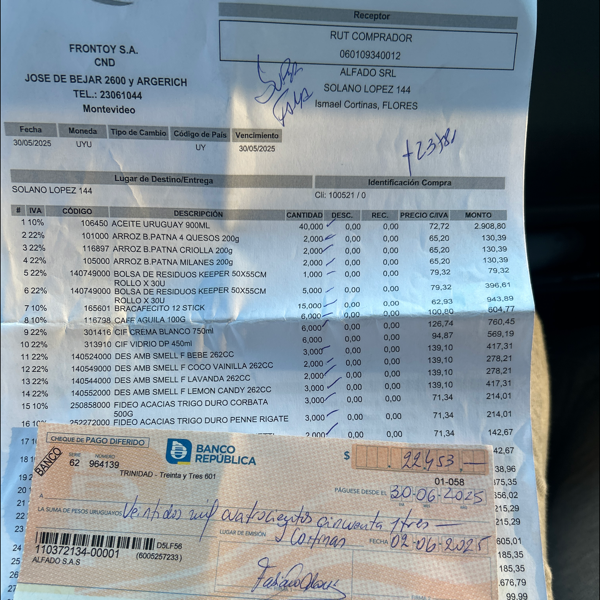 FRONTOY S.A.
CND
JOSE DE BEJAR 2600 y ARGERICH
TEL.: 23061044
Montevideo
Receptor
RUT COMPRADOR
060109340012
ALFADO SRL
SOLANO LOPEZ 144
Ismael Cortinas, FLORES
Fecha Moneda Tipo de Cambio Código de País Vencimiento
30/05/2025 UYU UY 30/05/2025
Lugar de Destino/Entrega Identificación Compra
SOLANO LOPEZ 144 Cli: 100521 / 0
# IVA CÓDIGO DESCRIPCIÓN CANTIDAD DESC. REC. PRECIO C/IVA MONTO
1 10% 106450 ACEITE URUGUAY 900ML 40,000 0,00 0,00 72,72 2.908,80
2 22% 101000 ARROZ B.PATNA 4 QUESOS 200g 2,000 0,00 0,00 65,20 130,39
3 22% 116897 ARROZ B.PATNA CRIOLLA 200g 2,000 0,00 0,00 65,20 130,39
4 22% 105000 ARROZ B.PATNA MILANES 200g 2,000 0,00 0,00 65,20 130,39
5 22% 140749000 BOLSA DE RESIDUOS KEEPER 50X55CM 1,000 0,00 0,00 79,32 79,32
ROLLO X 30U
6 22% 140749000 BOLSA DE RESIDUOS KEEPER 50X55CM 5,000 0,00 0,00 79,32 396,61
ROLLO X 30U
7 10% 165601 BRACAFECITO 12 STICK 15,000 0,00 0,00 62,93 943,89
8 10% 116798 CAFE AGUILA 100G 6,000 0,00 0,00 100,80 604,77
9 22% 301416 CIF CREMA BLANCO 750ml 6,000 0,00 0,00 126,74 760,45
10 22% 313910 CIF VIDRIO DP 450ml 6,000 0,00 0,00 94,87 569,19
11 22% 140524000 DES AMB SMELL F BEBE 262CC 3,000 0,00 0,00 139,10 417,31
12 22% 140549000 DES AMB SMELL F COCO VAINILLA 262CC 2,000 0,00 0,00 139,10 278,21
13 22% 140544000 DES AMB SMELL F LAVANDA 262CC 2,000 0,00 0,00 139,10 278,21
14 22% 140552000 DES AMB SMELL F LEMON CANDY 262CC 3,000 0,00 0,00 139,10 417,31
15 10% 250858000 FIDEO ACACIAS TRIGO DURO CORBATA 3,000 0,00 0,00 71,34 214,01
500G
16 10% 252272000 FIDEO ACACIAS TRIGO DURO PENNE RIGATE 3,000 0,00 0,00 71,34 214,01
17 2,000 0,00 0,00 71,34 142,67
CHEQUE DE PAGO DIFERIDO
BANCO
SERIE NÚMERO
62 964139
BANCO
REPÚBLICA
TRINIDAD - Treinta y Tres 601
$ 22453.-
01-058
PÁGUESE DESDE EL 30-06-2025
LA SUMA DE PESOS URUGUAYOS Veintidos mil cuatrocientos cincuenta y tres
LUGAR DE EMISIÓN Cortinas FECHA 02-06-2025
D5LF56
110372134-00001 (6005257233)
ALFADO S.A.S
215,29
605,11
185,35
185,35
99,99